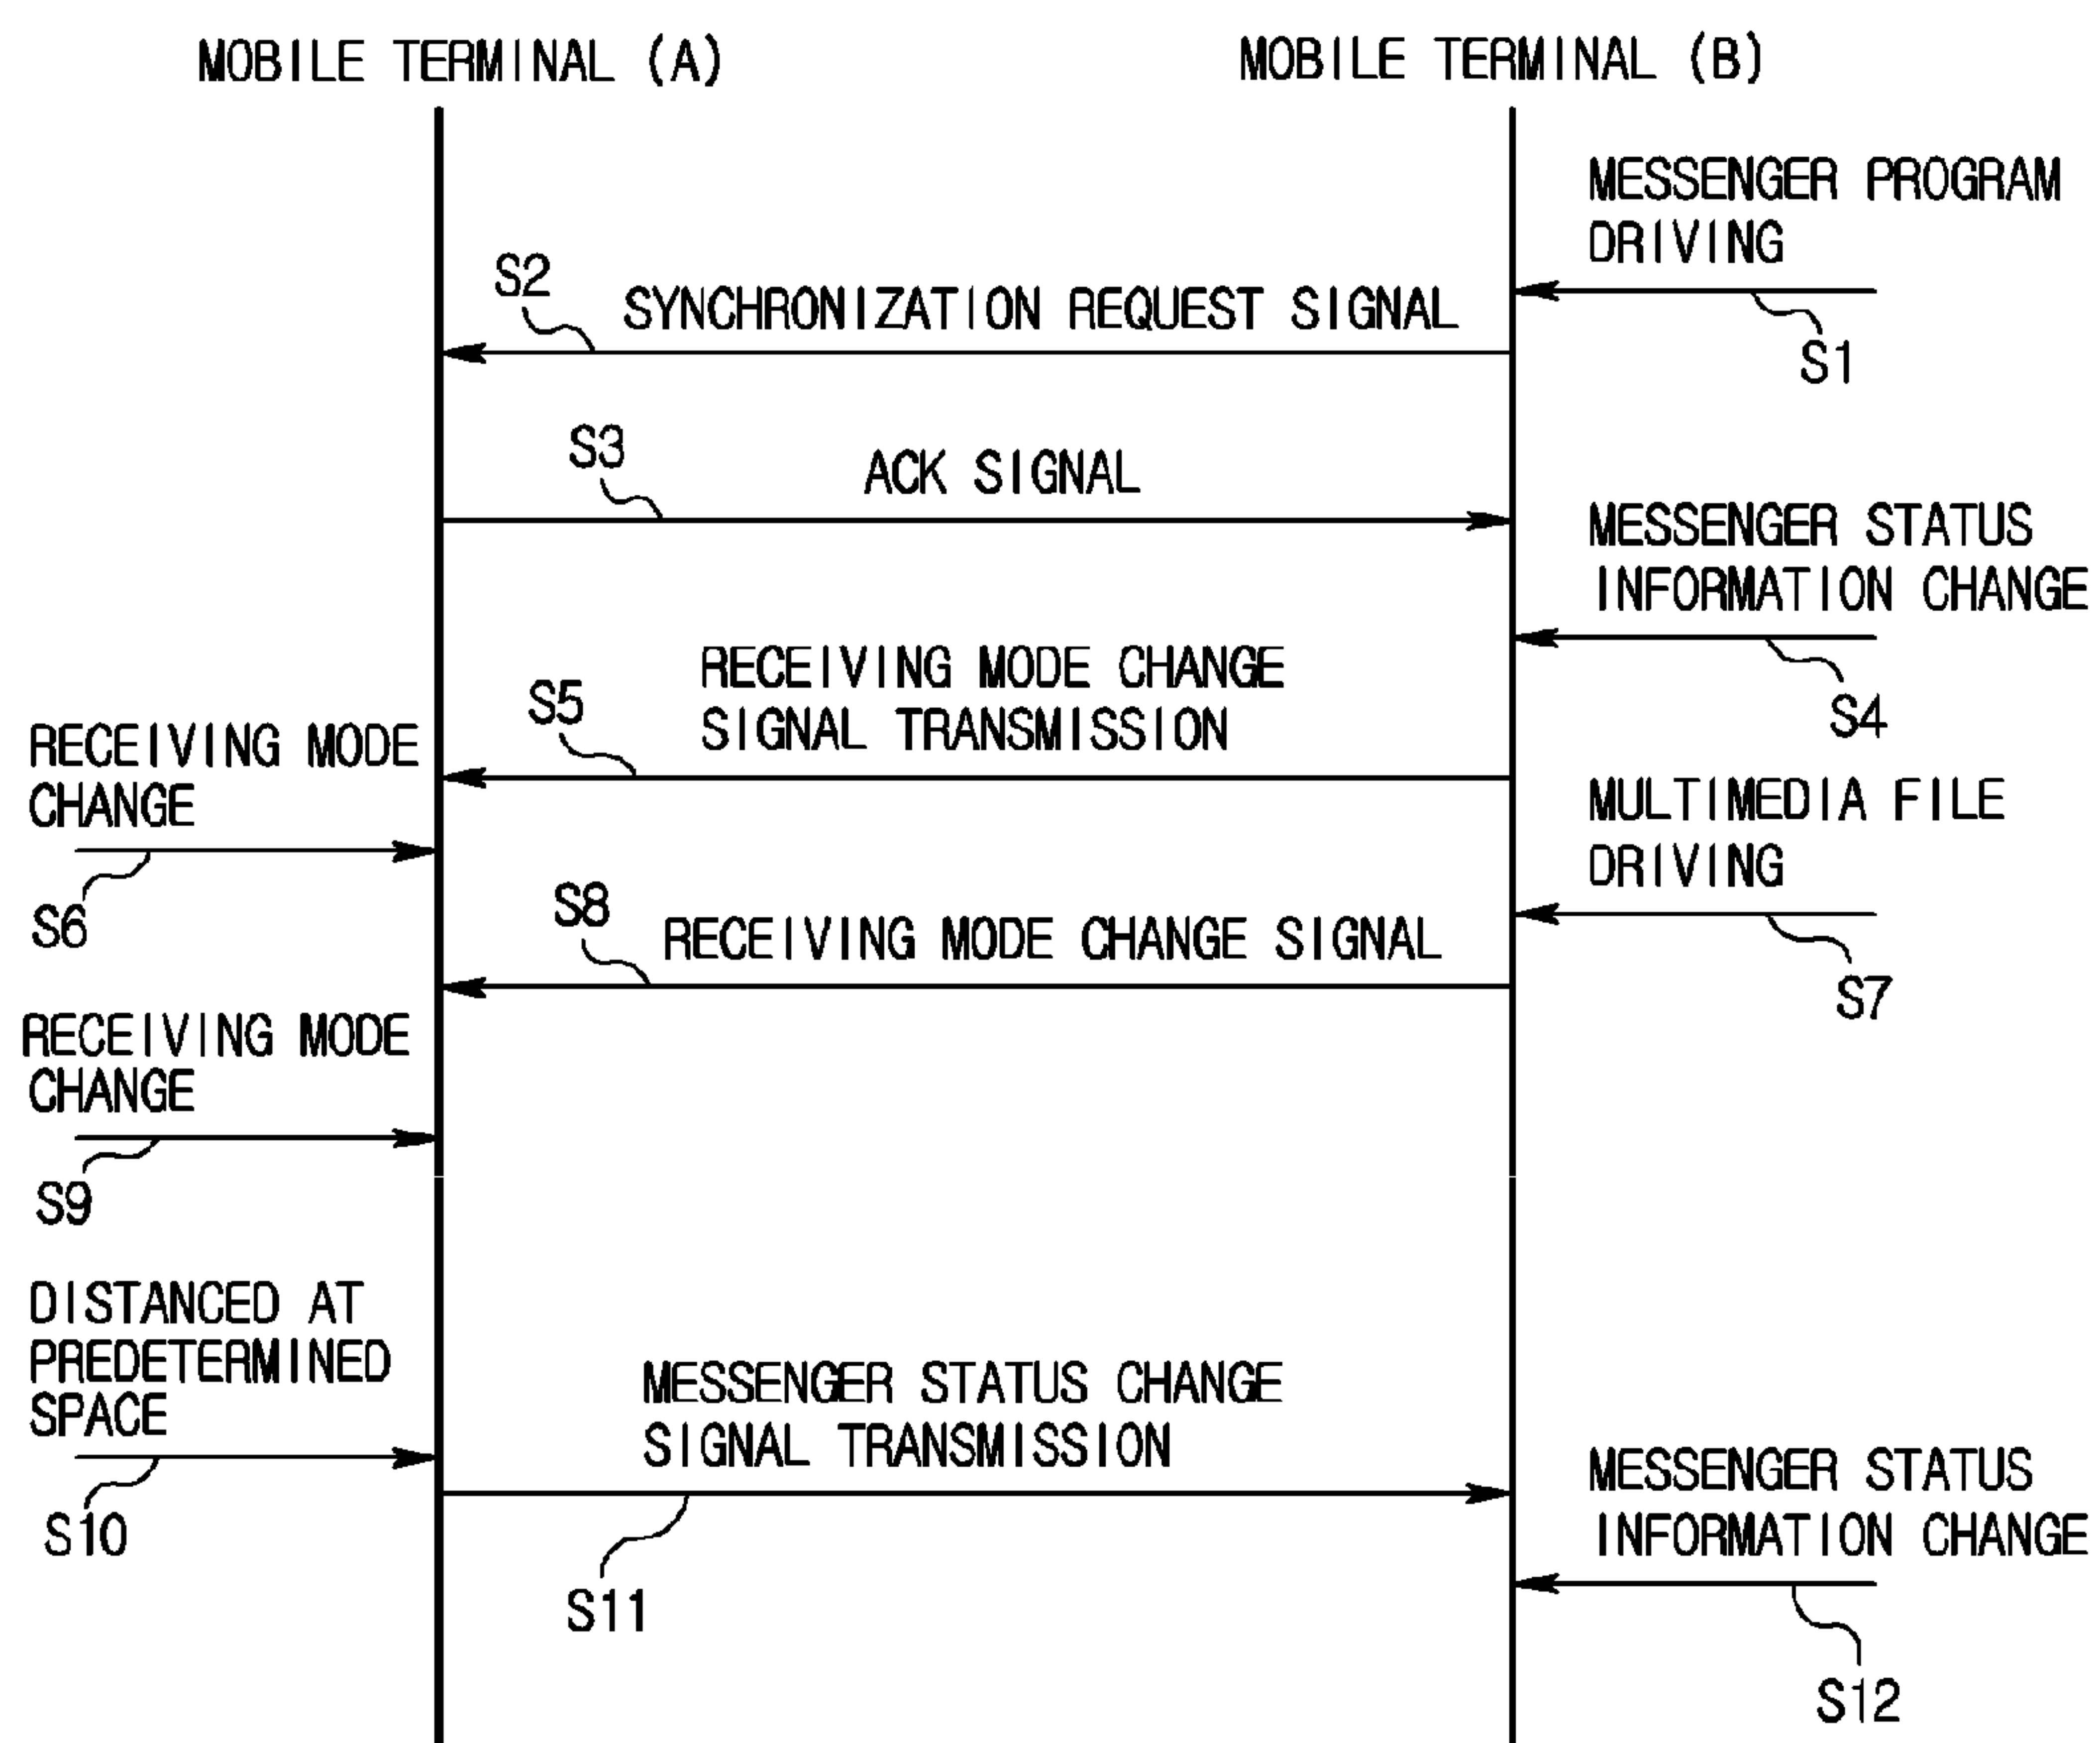 MOBILE TERMINAL (A)
MOBILE TERMINAL (B)
MESSENGER PROGRAM
DRIVING
S1
S2
SYNCHRONIZATION REQUEST SIGNAL
S3
ACK SIGNAL
MESSENGER STATUS
INFORMATION CHANGE
S4
RECEIVING MODE CHANGE
SIGNAL TRANSMISSION
S5
RECEIVING MODE
CHANGE
S6
MULTIMEDIA FILE
DRIVING
S7
S8
RECEIVING MODE CHANGE SIGNAL
RECEIVING MODE
CHANGE
S9
DISTANCED AT
PREDETERMINED
SPACE
S10
MESSENGER STATUS CHANGE
SIGNAL TRANSMISSION
S11
MESSENGER STATUS
INFORMATION CHANGE
S12